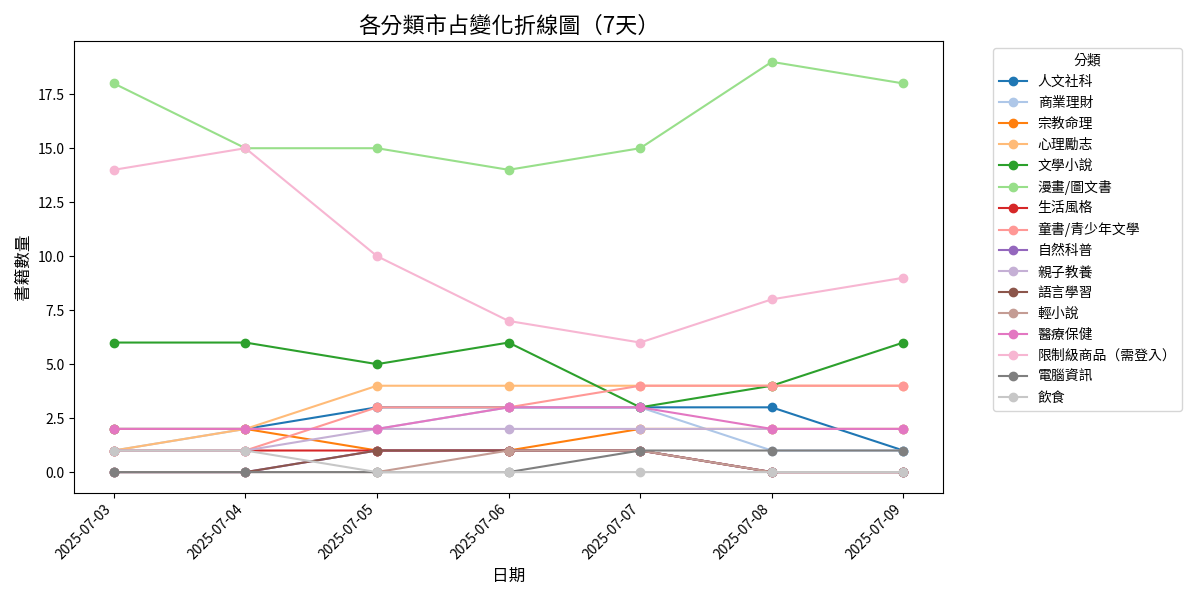 各分類市占變化折線圖（7天）
書籍數量
17.5
15.0
12.5
10.0
7.5
5.0
2.5
0.0
2025-07-03
2025-07-04
2025-07-05
2025-07-06
2025-07-07
2025-07-08
2025-07-09
日期
分類
人文社科
商業理財
宗教命理
心理勵志
文學小說
漫畫/圖文書
生活風格
童書/青少年文學
自然科普
親子教養
語言學習
輕小說
醫療保健
限制級商品（需登入）
電腦資訊
飲食